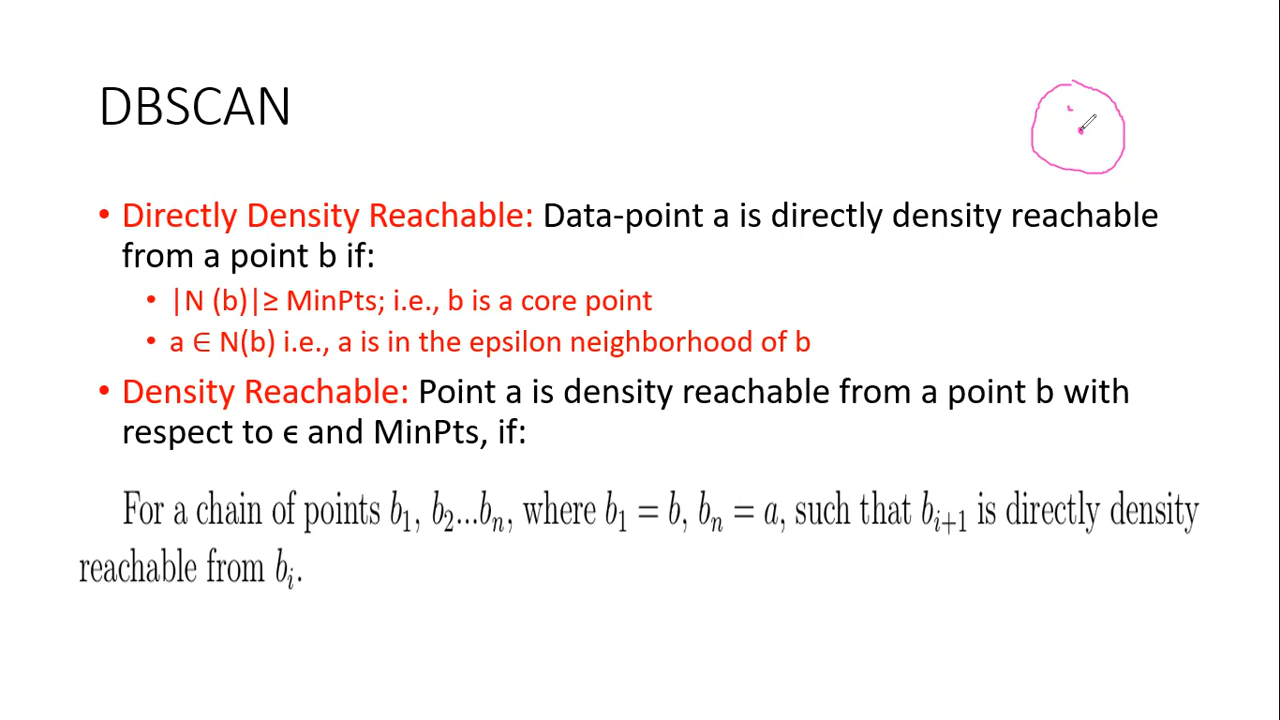 DBSCAN
• Directly Density Reachable: Data-point a is directly density reachable
from a point b if:
• |N (b)|≥ MinPts; i.e., b is a core point
• a ∈ N(b) i.e., a is in the epsilon neighborhood of b
• Density Reachable: Point a is density reachable from a point b with
respect to ϵ and MinPts, if:
For a chain of points b₁, b₂...bₙ, where b₁ = b, bₙ = a, such that bᵢ₊₁ is directly density
reachable from bᵢ.